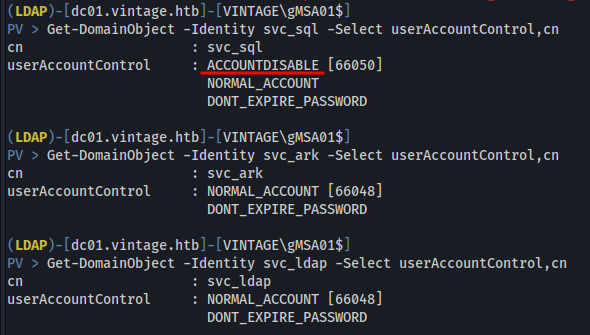 (LDAP)-[dc01.vintage.htb]-[VINTAGE\gMSA01$]
PV > Get-DomainObject -Identity svc_sql -Select userAccountControl,cn
cn : svc_sql
userAccountControl : ACCOUNTDISABLE [66050]
NORMAL_ACCOUNT
DONT_EXPIRE_PASSWORD
(LDAP)-[dc01.vintage.htb]-[VINTAGE\gMSA01$]
PV > Get-DomainObject -Identity svc_ark -Select userAccountControl,cn
cn : svc_ark
userAccountControl : NORMAL_ACCOUNT [66048]
DONT_EXPIRE_PASSWORD
(LDAP)-[dc01.vintage.htb]-[VINTAGE\gMSA01$]
PV > Get-DomainObject -Identity svc_ldap -Select userAccountControl,cn
cn : svc_ldap
userAccountControl : NORMAL_ACCOUNT [66048]
DONT_EXPIRE_PASSWORD